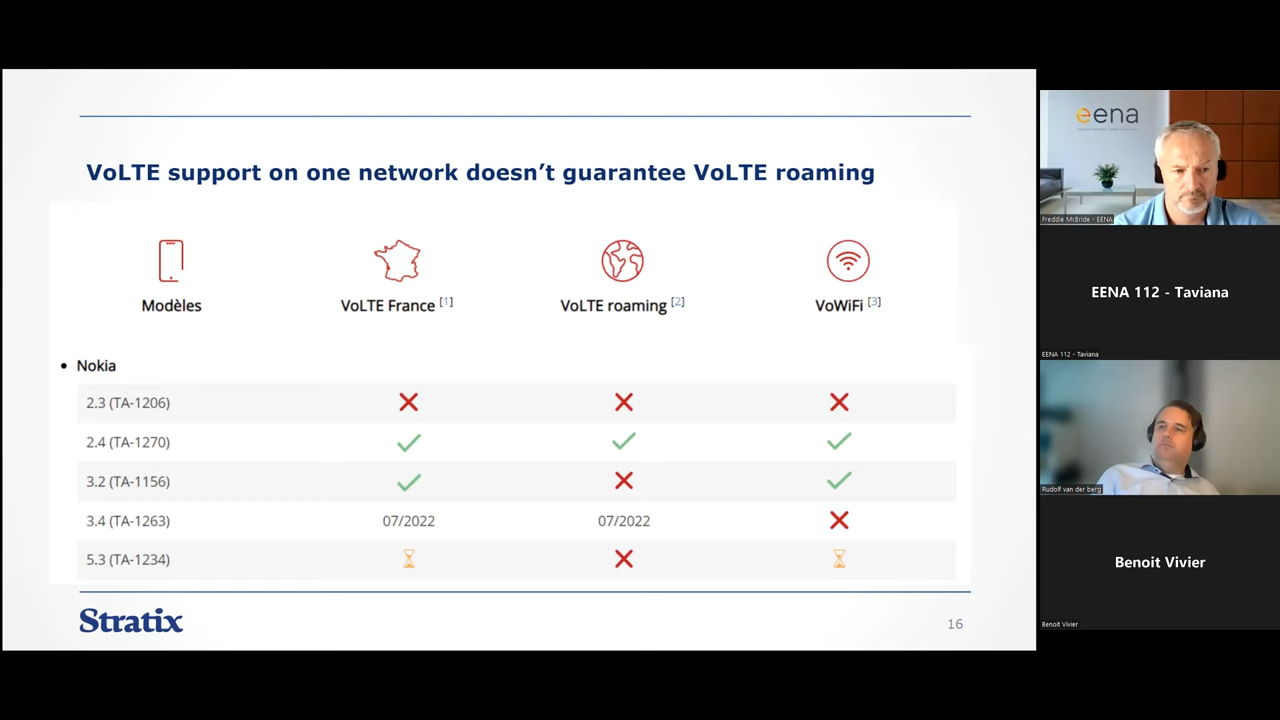 VoLTE support on one network doesn’t guarantee VoLTE roaming
Modèles VoLTE France [1] VoLTE roaming [2] VoWiFi [3]
• Nokia
2.3 (TA-1206)
2.4 (TA-1270)
3.2 (TA-1156)
3.4 (TA-1263) 07/2022 07/2022
5.3 (TA-1234)
Stratix
16
eena
Freddie McBride - EENA
EENA 112 - Taviana
EENA 112 - Taviana
Rudolf van der berg
Benoit Vivier
Benoit Vivier